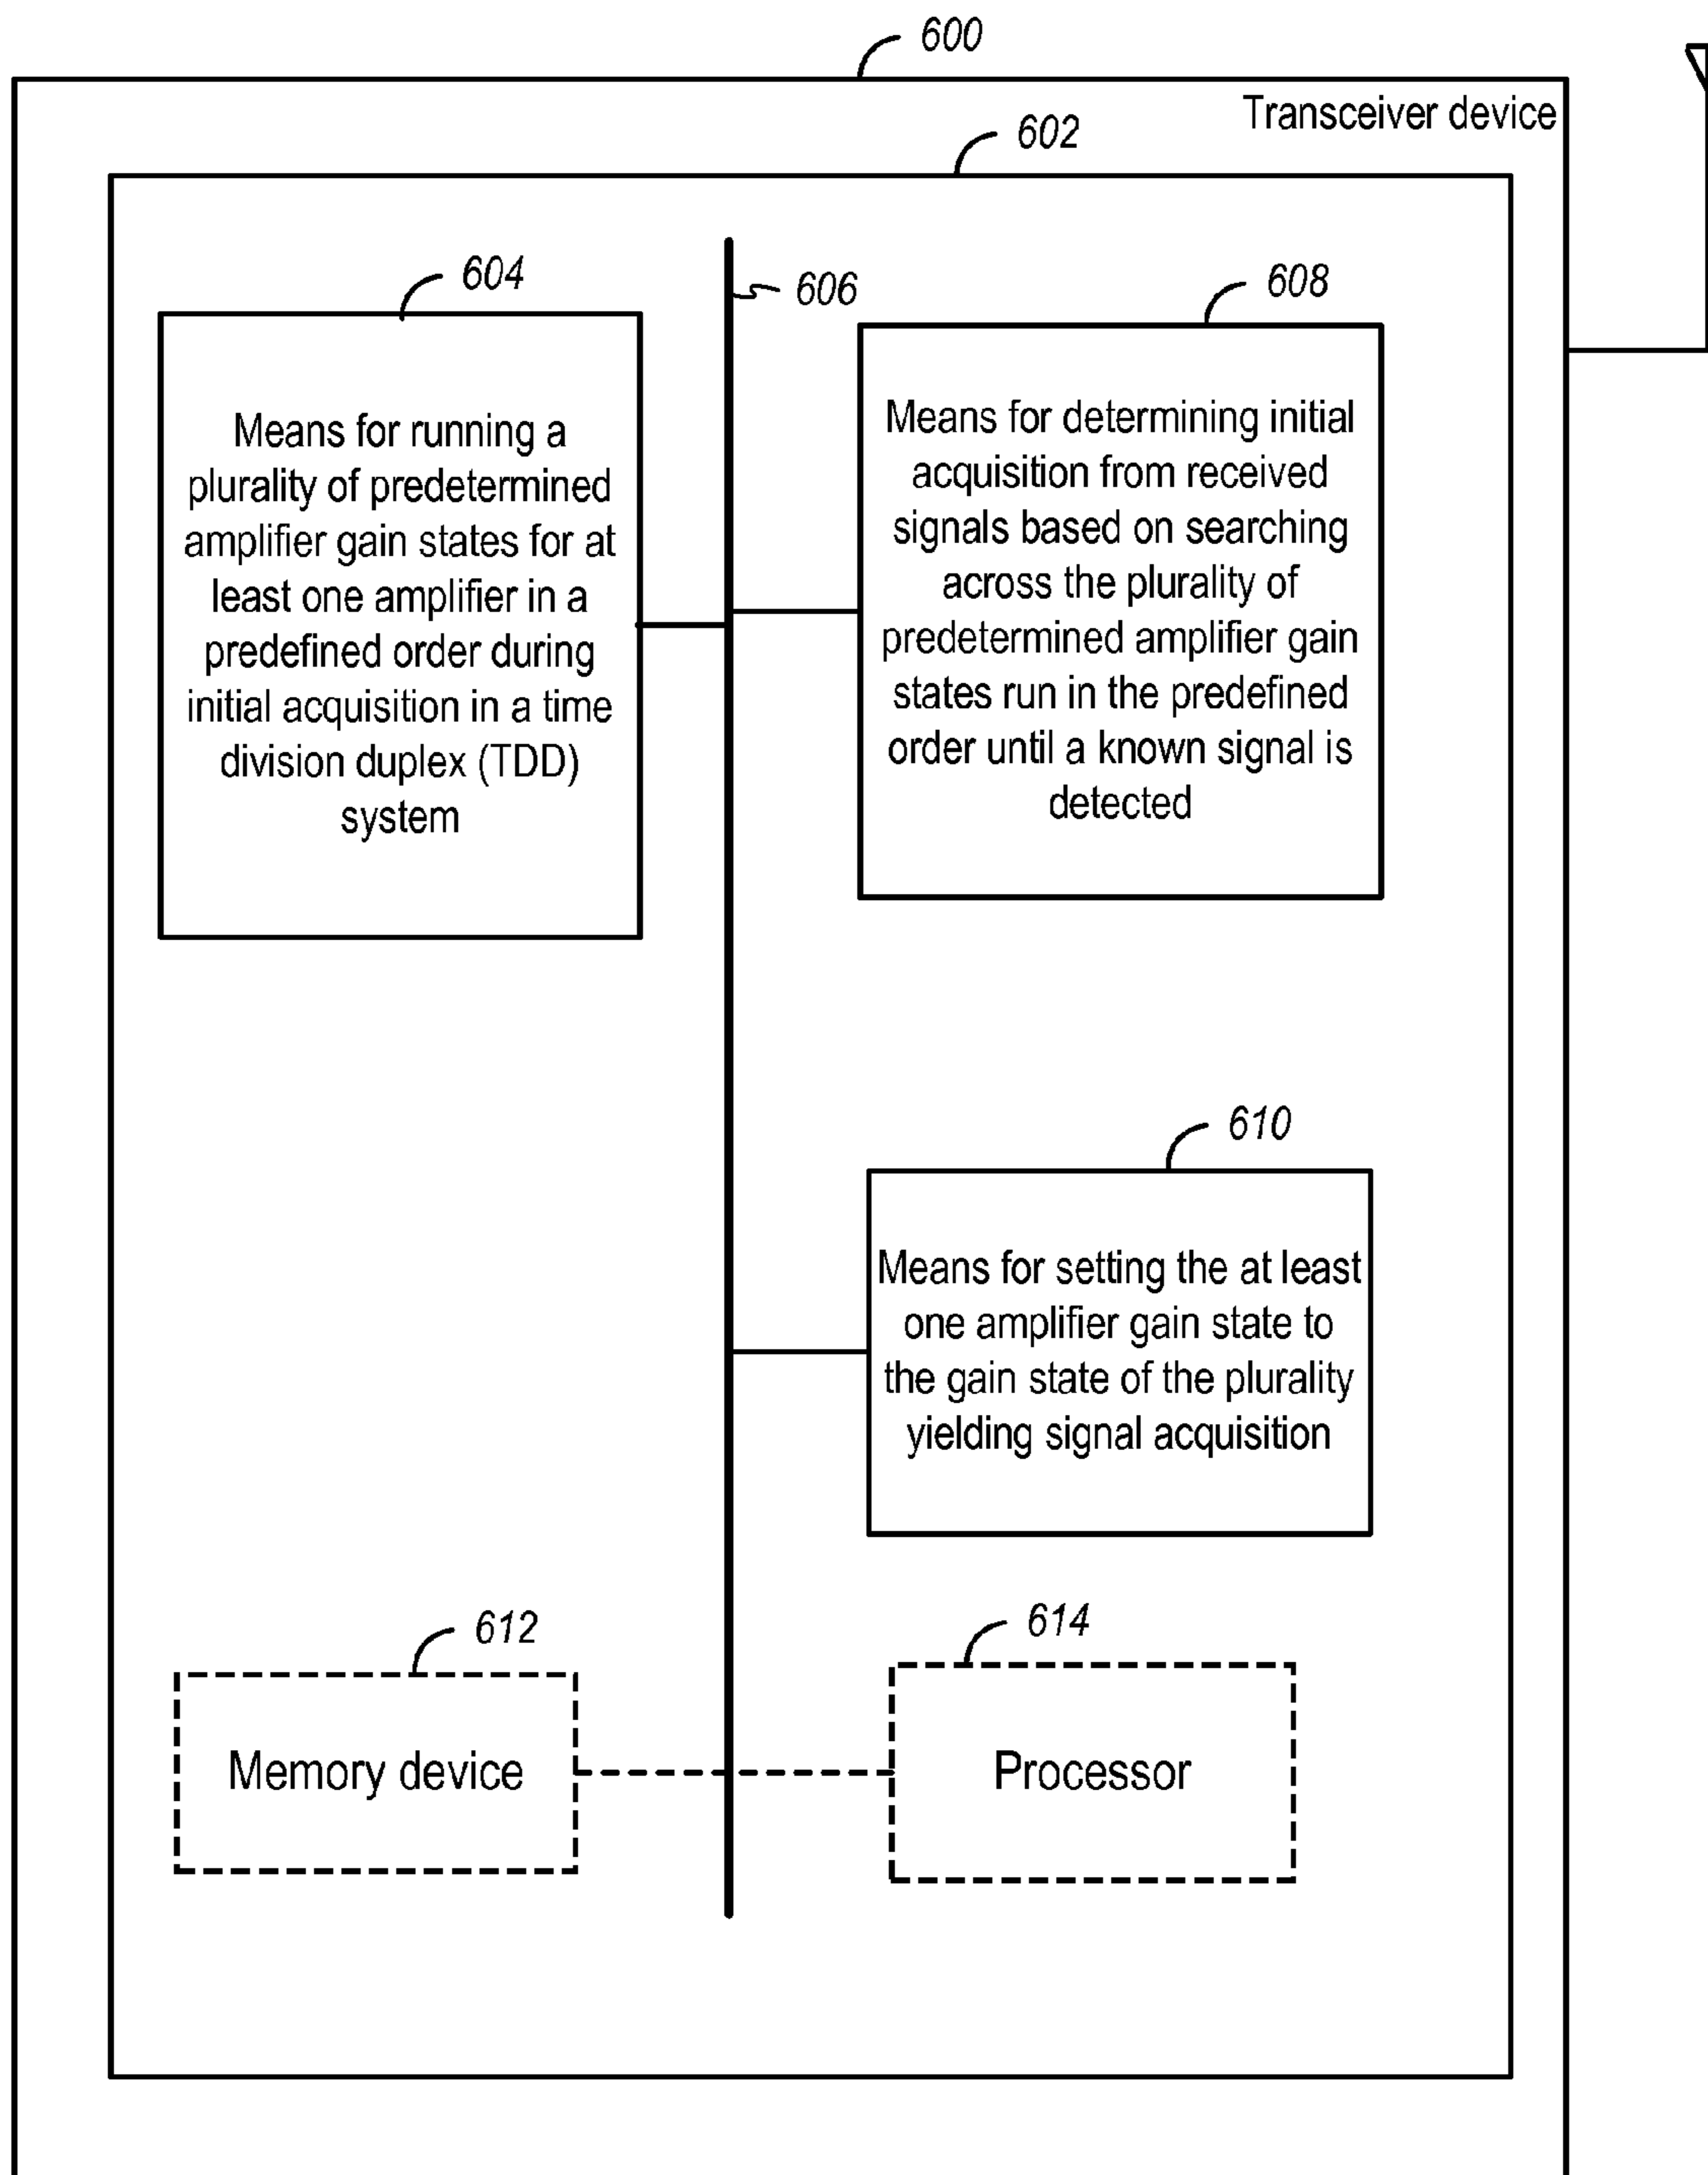 600
Transceiver device
602
604
606
608
Means for running a
plurality of predetermined
amplifier gain states for at
least one amplifier in a
predefined order during
initial acquisition in a time
division duplex (TDD)
system
Means for determining initial
acquisition from received
signals based on searching
across the plurality of
predetermined amplifier gain
states run in the predefined
order until a known signal is
detected
610
Means for setting the at least
one amplifier gain state to
the gain state of the plurality
yielding signal acquisition
612
614
Memory device
Processor